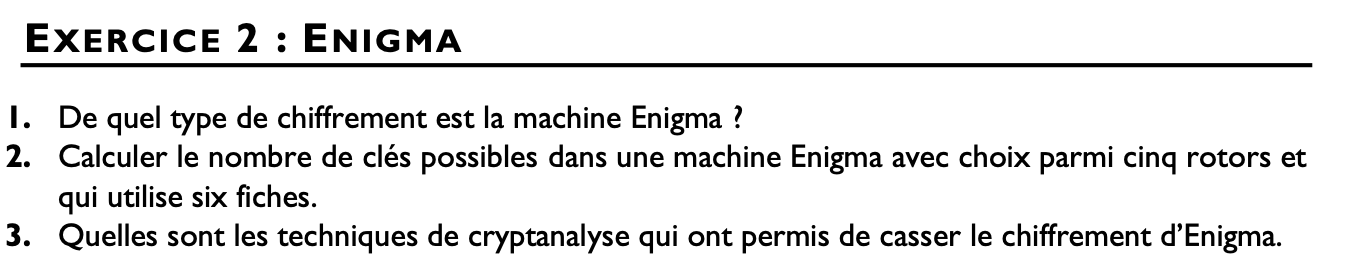 EXERCICE 2 : ENIGMA
1. De quel type de chiffrement est la machine Enigma ?
2. Calculer le nombre de clés possibles dans une machine Enigma avec choix parmi cinq rotors et
qui utilise six fiches.
3. Quelles sont les techniques de cryptanalyse qui ont permis de casser le chiffrement d’Enigma.